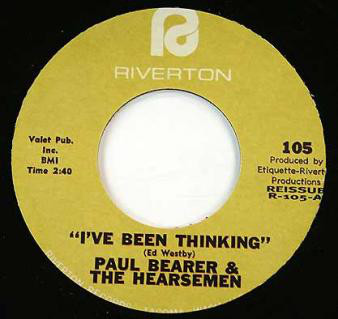 RIVERTON
Valet Pub.
Inc.
BMI
Time 2:40
105
Produced by
Etiquette-Rivert
Productions
REISSUE
R-105-A
"I'VE BEEN THINKING"
(Ed Westby)
PAUL BEARER &
THE HEARSEMEN